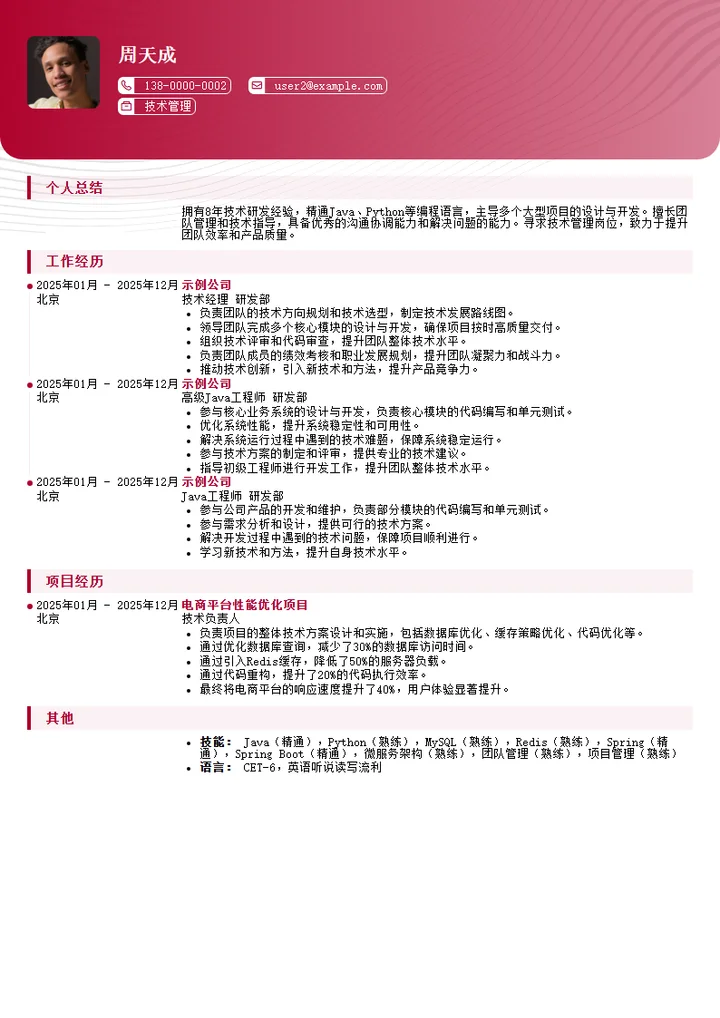 周天成
138-0000-0002
user2@example.com
技术管理
个人总结
拥有8年技术研发经验，精通Java、Python等编程语言，主导多个大型项目的设计与开发。擅长团
队管理和技术指导，具备优秀的沟通协调能力和解决问题的能力。寻求技术管理岗位，致力于提升
团队效率和产品质量。
工作经历
2025年01月 - 2025年12月 示例公司
北京 技术经理 研发部
• 负责团队的技术方向规划和技术选型，制定技术发展路线图。
• 领导团队完成多个核心模块的设计与开发，确保项目按时高质量交付。
• 组织技术评审和代码审查，提升团队整体技术水平。
• 负责团队成员的绩效考核和职业发展规划，提升团队凝聚力和战斗力。
• 推动技术创新，引入新技术和方法，提升产品竞争力。
2025年01月 - 2025年12月 示例公司
北京 高级Java工程师 研发部
• 参与核心业务系统的设计与开发，负责核心模块的代码编写和单元测试。
• 优化系统性能，提升系统稳定性和可用性。
• 解决系统运行过程中遇到的技术难题，保障系统稳定运行。
• 参与技术方案的制定和评审，提供专业的技术建议。
• 指导初级工程师进行开发工作，提升团队整体技术水平。
2025年01月 - 2025年12月 示例公司
北京 Java工程师 研发部
• 参与公司产品的开发和维护，负责部分模块的代码编写和单元测试。
• 参与需求分析和设计，提供可行的技术方案。
• 解决开发过程中遇到的技术问题，保障项目顺利进行。
• 学习新技术和方法，提升自身技术水平。
项目经历
2025年01月 - 2025年12月 电商平台性能优化项目
北京 技术负责人
• 负责项目的整体技术方案设计和实施，包括数据库优化、缓存策略优化、代码优化等。
• 通过优化数据库查询，减少了30%的数据库访问时间。
• 通过引入Redis缓存，降低了50%的服务器负载。
• 通过代码重构，提升了20%的代码执行效率。
• 最终将电商平台的响应速度提升了40%，用户体验显著提升。
其他
• 技能： Java（精通），Python（熟练），MySQL（熟练），Redis（熟练），Spring（精
通），Spring Boot（精通），微服务架构（熟练），团队管理（熟练），项目管理（熟练）
• 语言： CET-6，英语听说读写流利